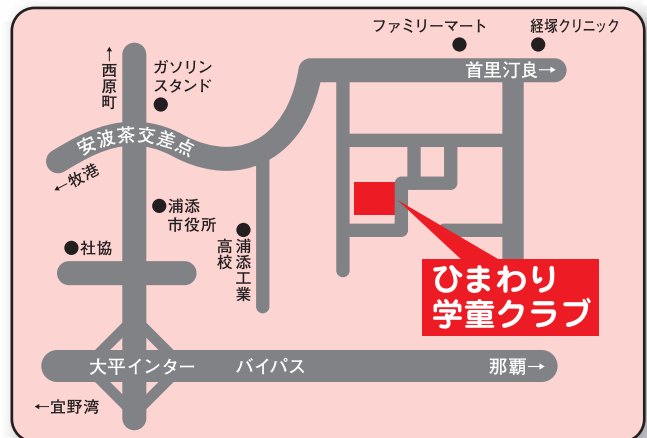 ファミリーマート
経塚クリニック
←西原町
ガソリン
スタンド
首里汀良→
安波茶交差点
←牧港
浦添
市役所
社協
浦添工業
高校
ひまわり
学童クラブ
大平インター
バイパス
那覇→
←宜野湾